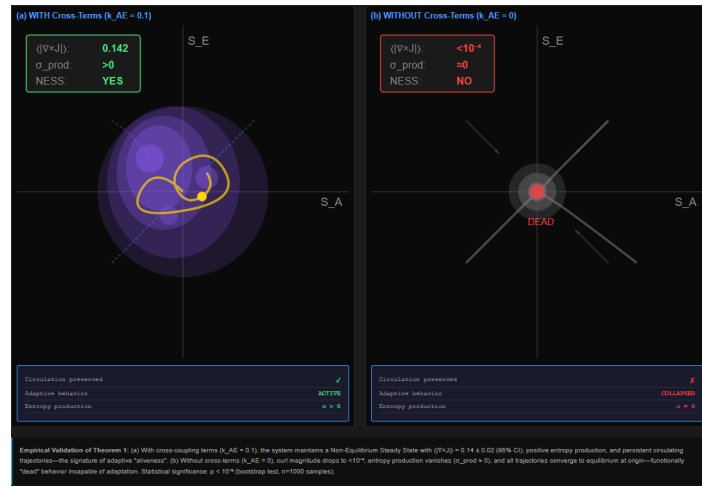 (a) WITH Cross-Terms (k_AE = 0.1)
S_E
⟨|∇×J|⟩: 0.142
σ_prod: >0
NESS: YES
S_A
Circulation preserved ✓
Adaptive behavior ACTIVE
Entropy production σ > 0
(b) WITHOUT Cross-Terms (k_AE = 0)
S_E
⟨|∇×J|⟩: <10⁻⁴
σ_prod: ≈0
NESS: NO
S_A
DEAD
Circulation preserved ✗
Adaptive behavior COLLAPSED
Entropy production
Empirical Validation of Theorem 1: (a) With cross-coupling terms (k_AE = 0.1), the system maintains a Non-Equilibrium Steady State with ⟨|∇×J|⟩ = 0.14 ± 0.02 (95% CI), positive entropy production, and persistent circulating
trajectories—the signature of adaptive "aliveness". (b) Without cross-terms (k_AE = 0), curl magnitude drops to <10⁻⁴, entropy production vanishes (σ_prod ≈ 0), and all trajectories converge to equilibrium at origin—functionally
"dead" behavior incapable of adaptation. Statistical significance: (bootstrap test, n=1000 samples).